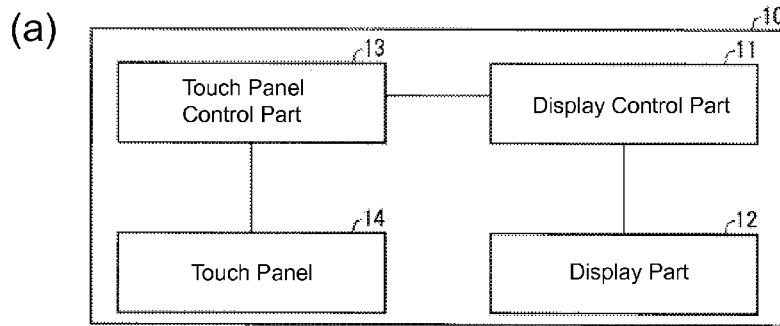 (a)
10
13
11
Touch Panel
Control Part
Display Control Part
14
12
Touch Panel
Display Part